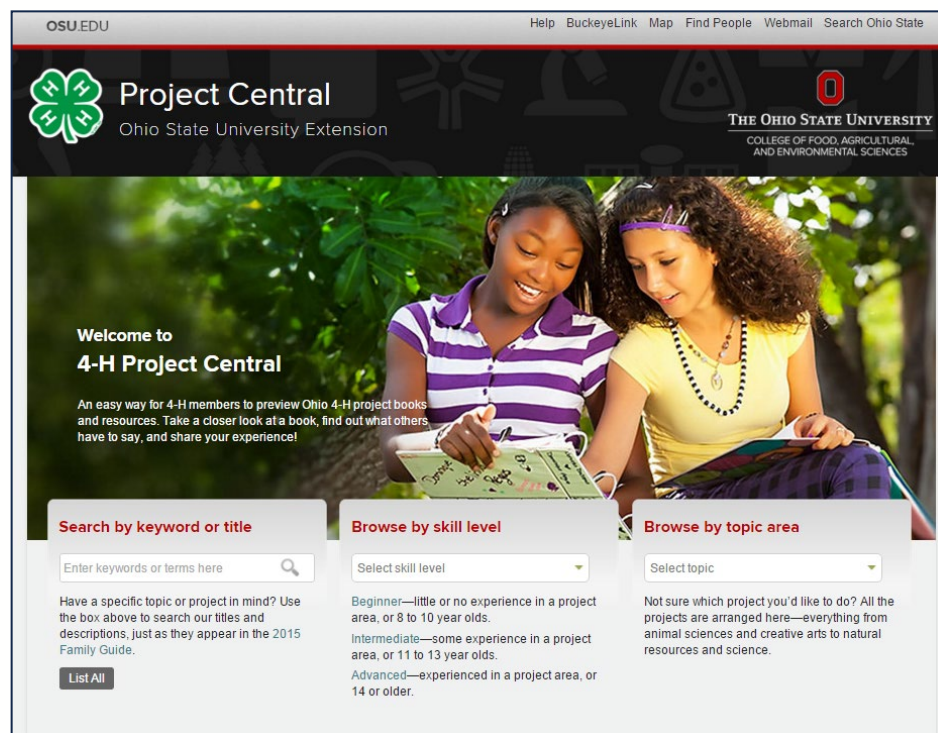 OSU.EDU
Help BuckeyeLink Map Find People Webmail Search Ohio State
H H H H
Project Central
Ohio State University Extension
O
THE OHIO STATE UNIVERSITY
COLLEGE OF FOOD, AGRICULTURAL,
AND ENVIRONMENTAL SCIENCES
Welcome to
4-H Project Central
An easy way for 4-H members to preview Ohio 4-H project books
and resources. Take a closer look at a book, find out what others
have to say, and share your experience!
Search by keyword or title
Enter keywords or terms here
Have a specific topic or project in mind? Use
the box above to search our titles and
descriptions, just as they appear in the 2015
Family Guide.
List All
Browse by skill level
Select skill level
Beginner—little or no experience in a project
area, or 8 to 10 year olds.
Intermediate—some experience in a project
area, or 11 to 13 year olds.
Advanced—experienced in a project area, or
14 or older.
Browse by topic area
Select topic
Not sure which project you'd like to do? All the
projects are arranged here—everything from
animal sciences and creative arts to natural
resources and science.